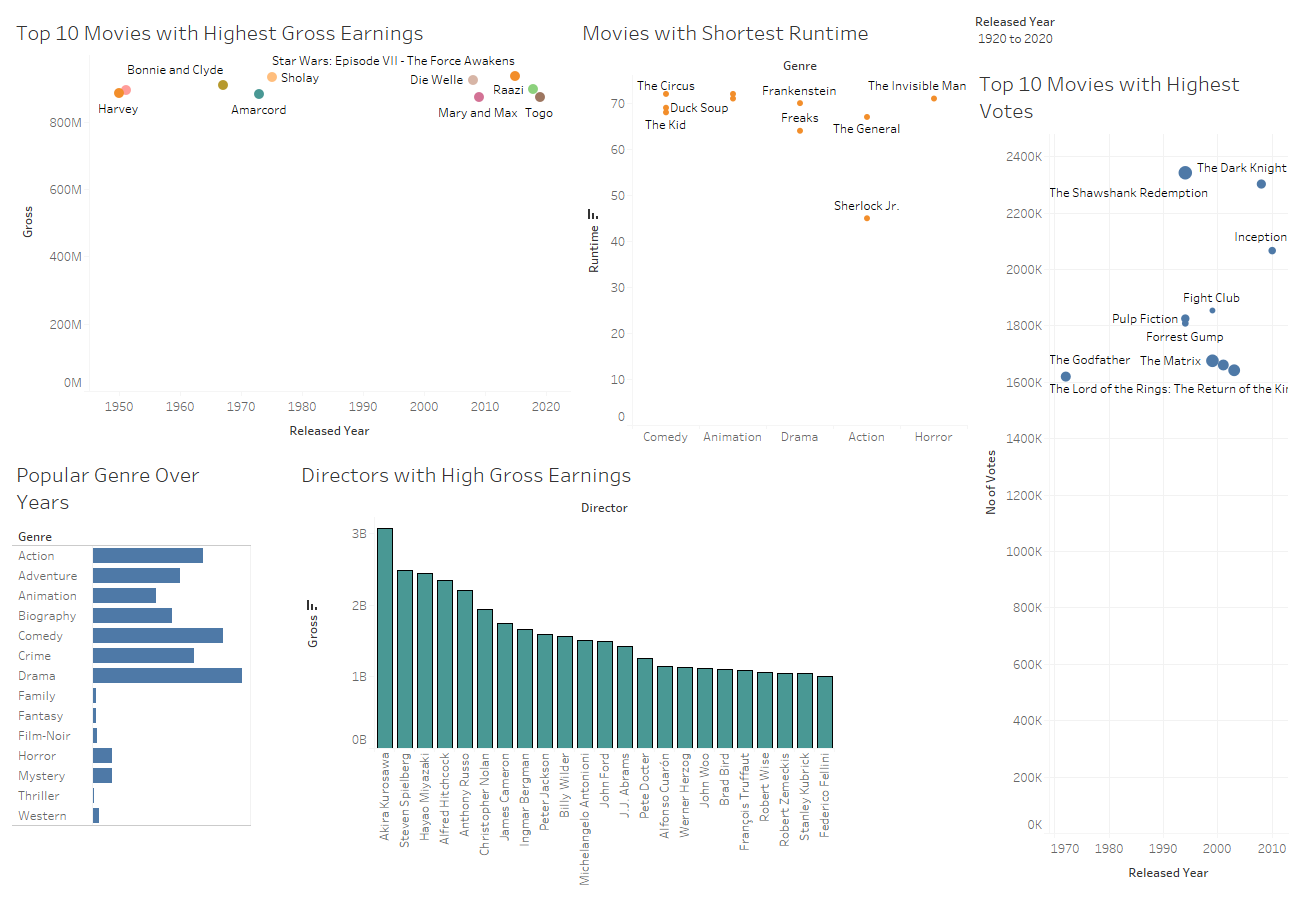 Top 10 Movies with Highest Gross Earnings
Star Wars: Episode VII - The Force Awakens
Bonnie and Clyde
Sholay
Die Welle
Raazi
Harvey
Amarcord
Mary and Max
Togo
800M
600M
400M
200M
0M
Gross
1950
1960
1970
1980
1990
2000
2010
2020
Released Year
Movies with Shortest Runtime
Genre
The Circus
Frankenstein
The Invisible Man
Duck Soup
The Kid
Freaks
The General
Sherlock Jr.
70
60
50
40
30
20
10
0
Runtime
Comedy
Animation
Drama
Action
Horror
Released Year
1920 to 2020
Top 10 Movies with Highest
Votes
The Dark Knight
The Shawshank Redemption
Inception
Fight Club
Pulp Fiction
Forrest Gump
The Godfather
The Matrix
The Lord of the Rings: The Return of the Kin
2400K
2200K
2000K
1800K
1600K
1400K
1200K
1000K
800K
600K
400K
200K
0K
No of Votes
1970
1980
1990
2000
2010
Released Year
Popular Genre Over
Years
Genre
Action
Adventure
Animation
Biography
Comedy
Crime
Drama
Family
Fantasy
Film-Noir
Horror
Mystery
Thriller
Western
Directors with High Gross Earnings
Director
3B
2B
1B
0B
Gross
Akira Kurosawa
Steven Spielberg
Hayao Miyazaki
Alfred Hitchcock
Anthony Russo
Christopher Nolan
James Cameron
Ingmar Bergman
Peter Jackson
Billy Wilder
Michelangelo Antonioni
John Ford
J.J. Abrams
Pete Docter
Alfonso Cuarón
Werner Herzog
John Woo
Brad Bird
François Truffaut
Robert Wise
Robert Zemeckis
Stanley Kubrick
Federico Fellini